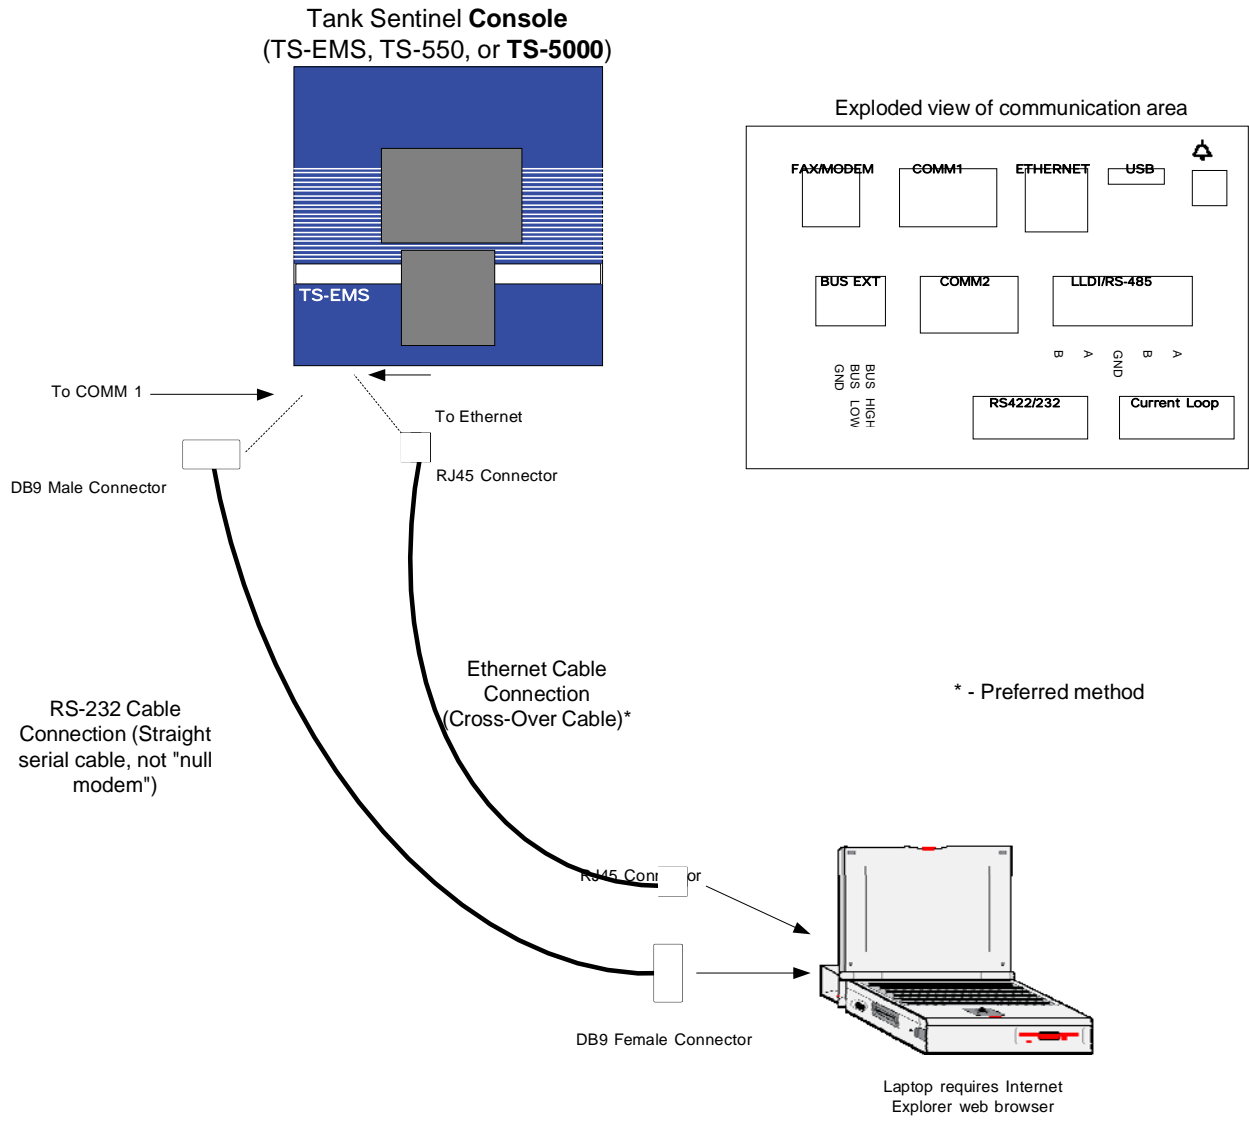 Tank Sentinel Console
(TS-EMS, TS-550, or TS-5000)
Exploded view of communication area
FAX/MODEM COMM1 ETHERNET USB
BUS EXT COMM2 LLDI/RS-485
B A GND B A
BUS HIGH
BUS LOW
GND
RS422/232 Current Loop
TS-EMS
To COMM 1
To Ethernet
DB9 Male Connector
RJ45 Connector
Ethernet Cable
Connection
(Cross-Over Cable)*
* - Preferred method
RS-232 Cable
Connection (Straight
serial cable, not "null
modem")
RJ45 Conn or
DB9 Female Connector
Laptop requires Internet
Explorer web browser